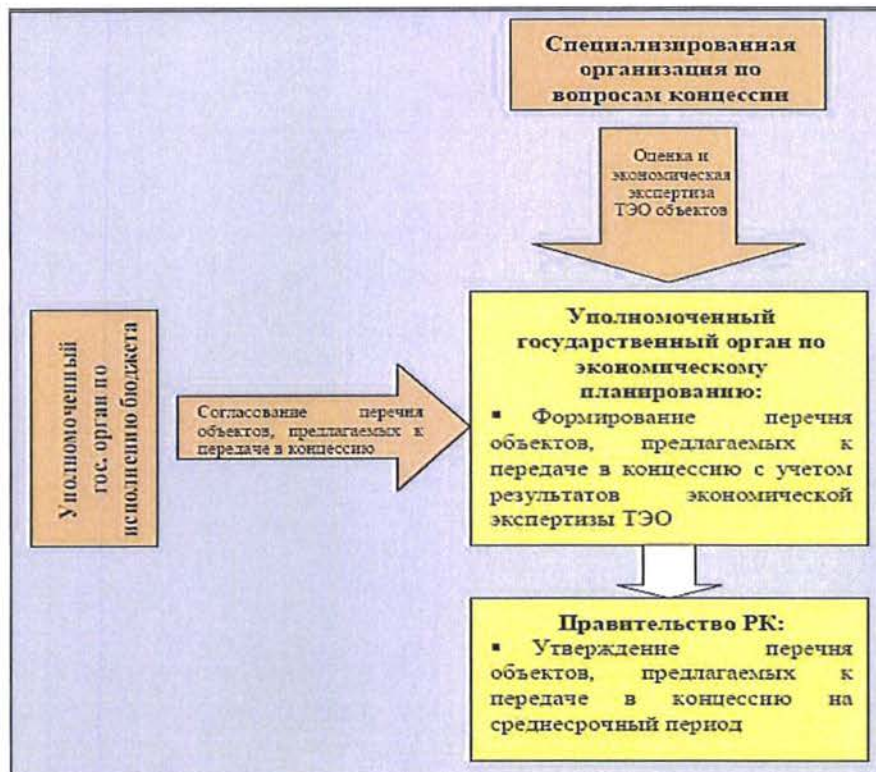 Специализированная
организация по
вопросам концессии
Оценка и
экономическая
экспертиза
ТЭО объектов
Уполномоченный
гос. орган по
исполнению бюджета
Согласование перечня
объектов, предлагаемых к
передаче в концессию
Уполномоченный
государственный орган по
экономическому
планированию:
▪ Формирование перечня
объектов, предлагаемых к
передаче в концессию с учетом
результатов экономической
экспертизы ТЭО
Правительство РК:
▪ Утверждение перечня
объектов, предлагаемых к
передаче в концессию на
среднесрочный период